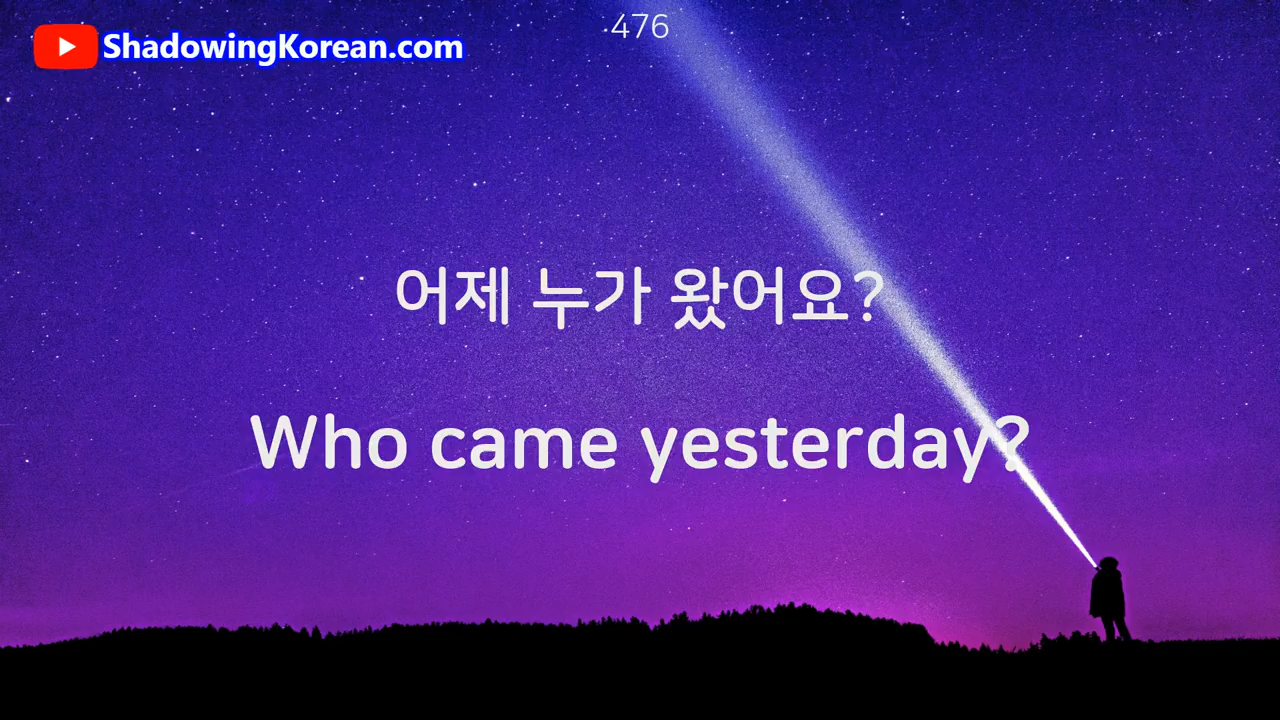 476
ShadowingKorean.com
어제 누가 왔어요?
Who came yesterday?